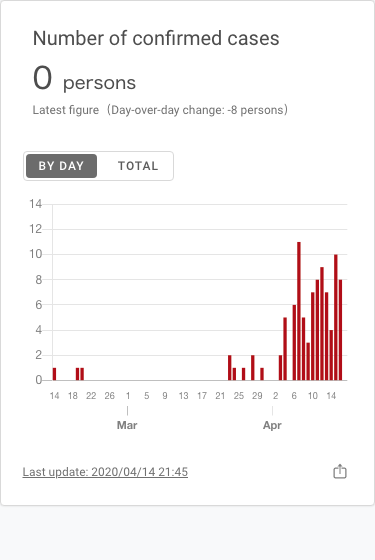 Number of confirmed cases
0 persons
Latest figure（Day-over-day change: -8 persons）
BY DAY TOTAL
14
12
10
8
6
4
2
0
14 18 22 26 1 5 9 13 17 21 25 29 2 6 10 14
Mar Apr
Last update: 2020/04/14 21:45